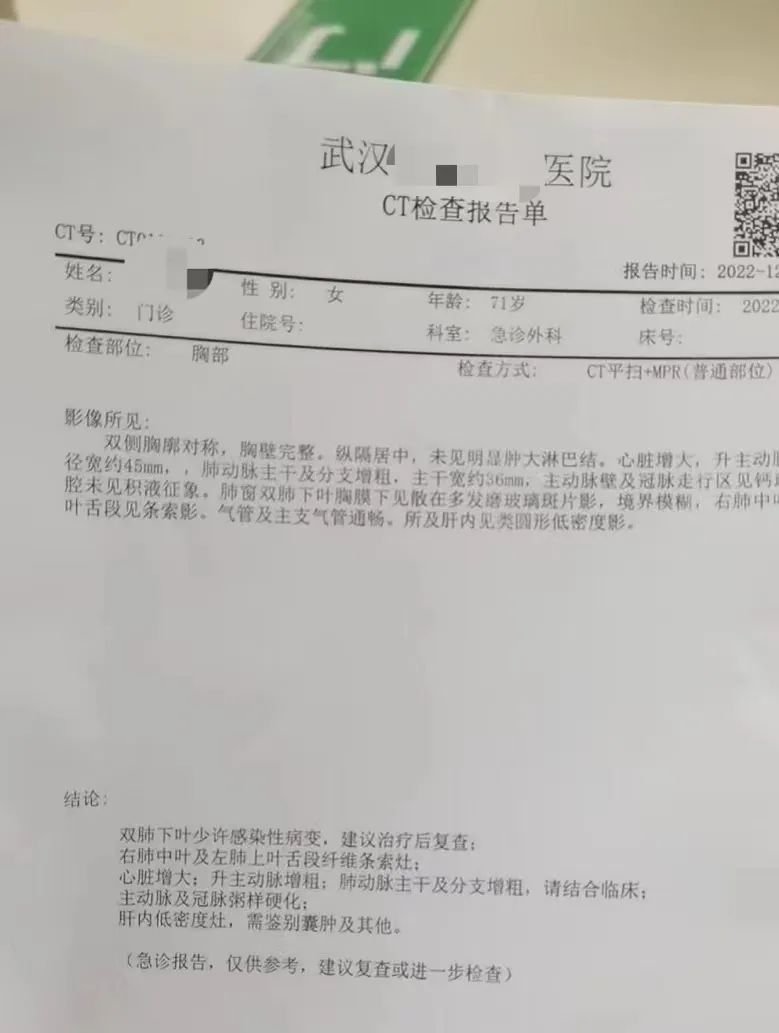 武汉 医院
CT检查报告单
CT号: CT0
报告时间: 2022-12
姓名: 性 别: 女 年龄: 71岁 检查时间: 2022
类别: 门诊 住院号: 科室: 急诊外科 床号:
检查部位: 胸部 检查方式: CT平扫+MPR(普通部位)
影像所见:
双侧胸廓对称，胸壁完整。纵隔居中，未见明显肿大淋巴结。心脏增大，升主动脉
径宽约45mm，，肺动脉主干及分支增粗，主干宽约36mm，主动脉壁及冠脉走行区见钙
腔未见积液征象。肺窗双肺下叶胸膜下见散在多发磨玻璃斑片影，境界模糊，右肺中
叶舌段见条索影。气管及主支气管通畅。所及肝内见类圆形低密度影。
结论:
双肺下叶少许感染性病变，建议治疗后复查；
右肺中叶及左肺上叶舌段纤维条索灶；
心脏增大；升主动脉增粗；肺动脉主干及分支增粗，请结合临床；
主动脉及冠脉粥样硬化；
肝内低密度灶，需鉴别囊肿及其他。
（急诊报告，仅供参考，建议复查或进一步检查）